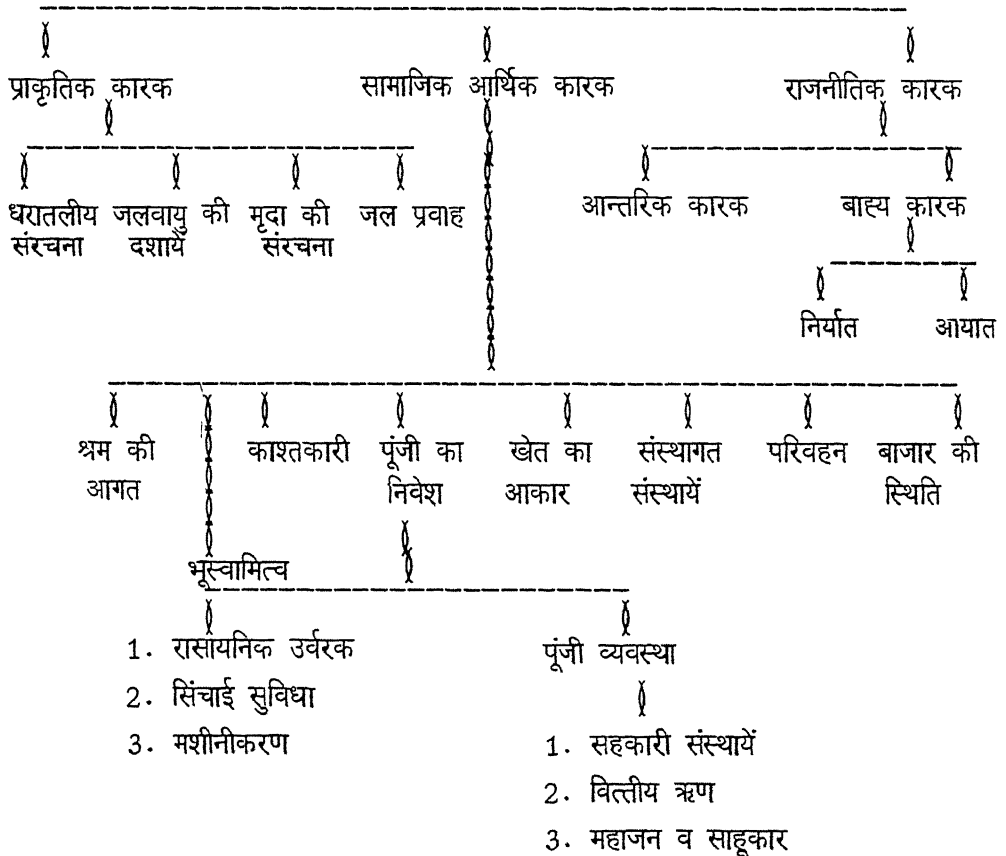 प्राकृतिक कारक सामाजिक आर्थिक कारक राजनीतिक कारक
धरातलीय जलवायु की मृदा की जल प्रवाह आन्तरिक कारक बाह्य कारक
संरचना दशायें संरचना
निर्यात आयात
श्रम की काश्तकारी पूंजी का खेत का संस्थागत परिवहन बाजार की
आगत निवेश आकार संस्थायें स्थिति
भूस्वामित्व
1. रासायनिक उर्वरक पूंजी व्यवस्था
2. सिंचाई सुविधा
3. मशीनीकरण
1. सहकारी संस्थायें
2. वित्तीय ऋण
3. महाजन व साहूकार